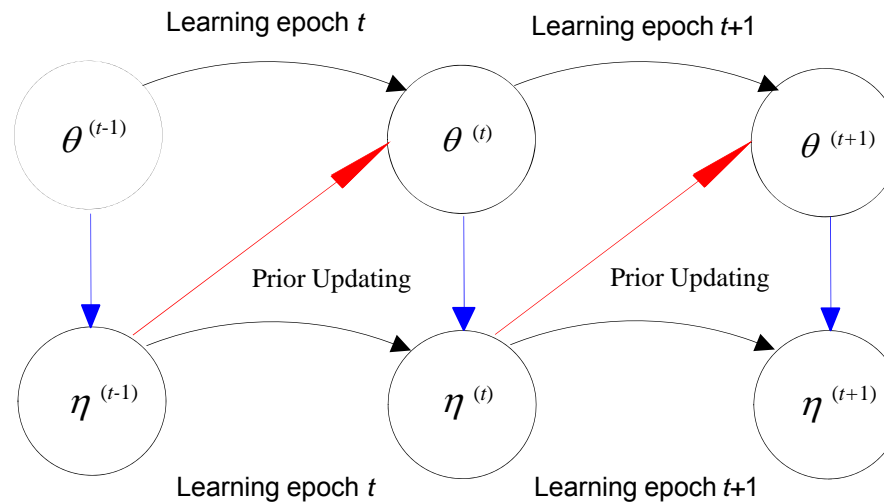 Learning epoch t
Learning epoch t+1
θ (t-1)
θ (t)
θ (t+1)
Prior Updating
Prior Updating
η (t-1)
η (t)
η (t+1)
Learning epoch t
Learning epoch t+1